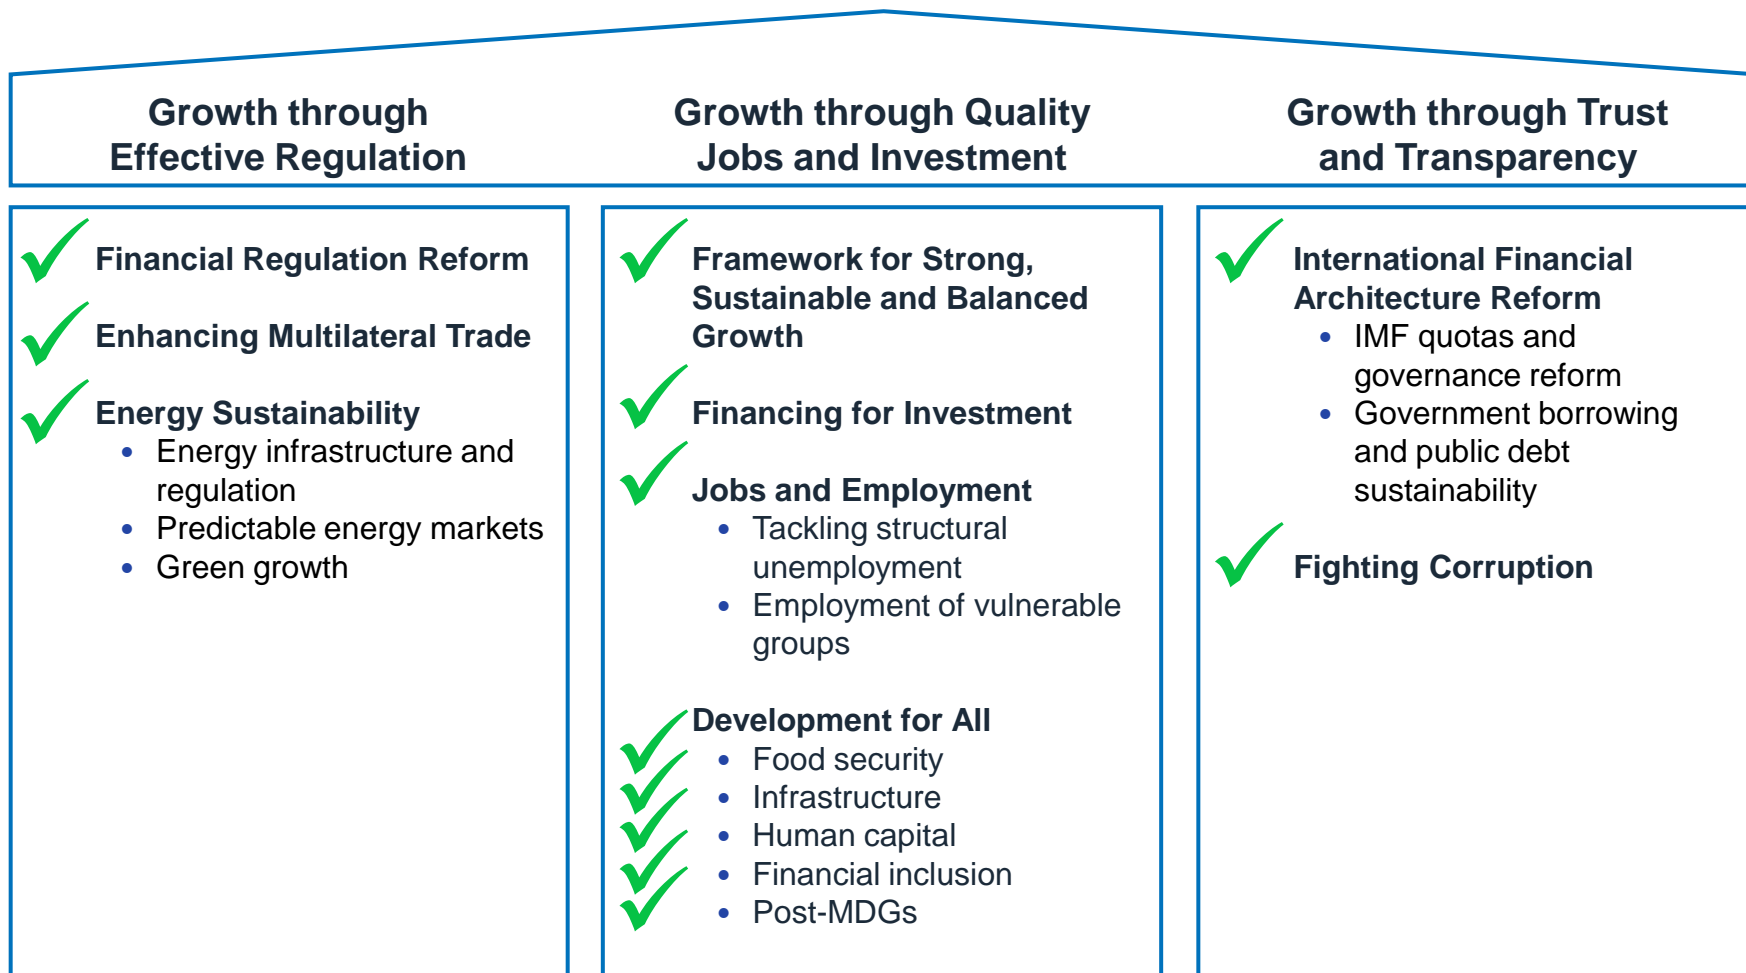 Growth through
Effective Regulation
Growth through Quality
Jobs and Investment
Growth through Trust
and Transparency
Financial Regulation Reform
Enhancing Multilateral Trade
Energy Sustainability
• Energy infrastructure and
regulation
• Predictable energy markets
• Green growth
Framework for Strong,
Sustainable and Balanced
Growth
Financing for Investment
Jobs and Employment
• Tackling structural
unemployment
• Employment of vulnerable
groups
Development for All
• Food security
• Infrastructure
• Human capital
• Financial inclusion
• Post-MDGs
International Financial
Architecture Reform
• IMF quotas and
governance reform
• Government borrowing
and public debt
sustainability
Fighting Corruption